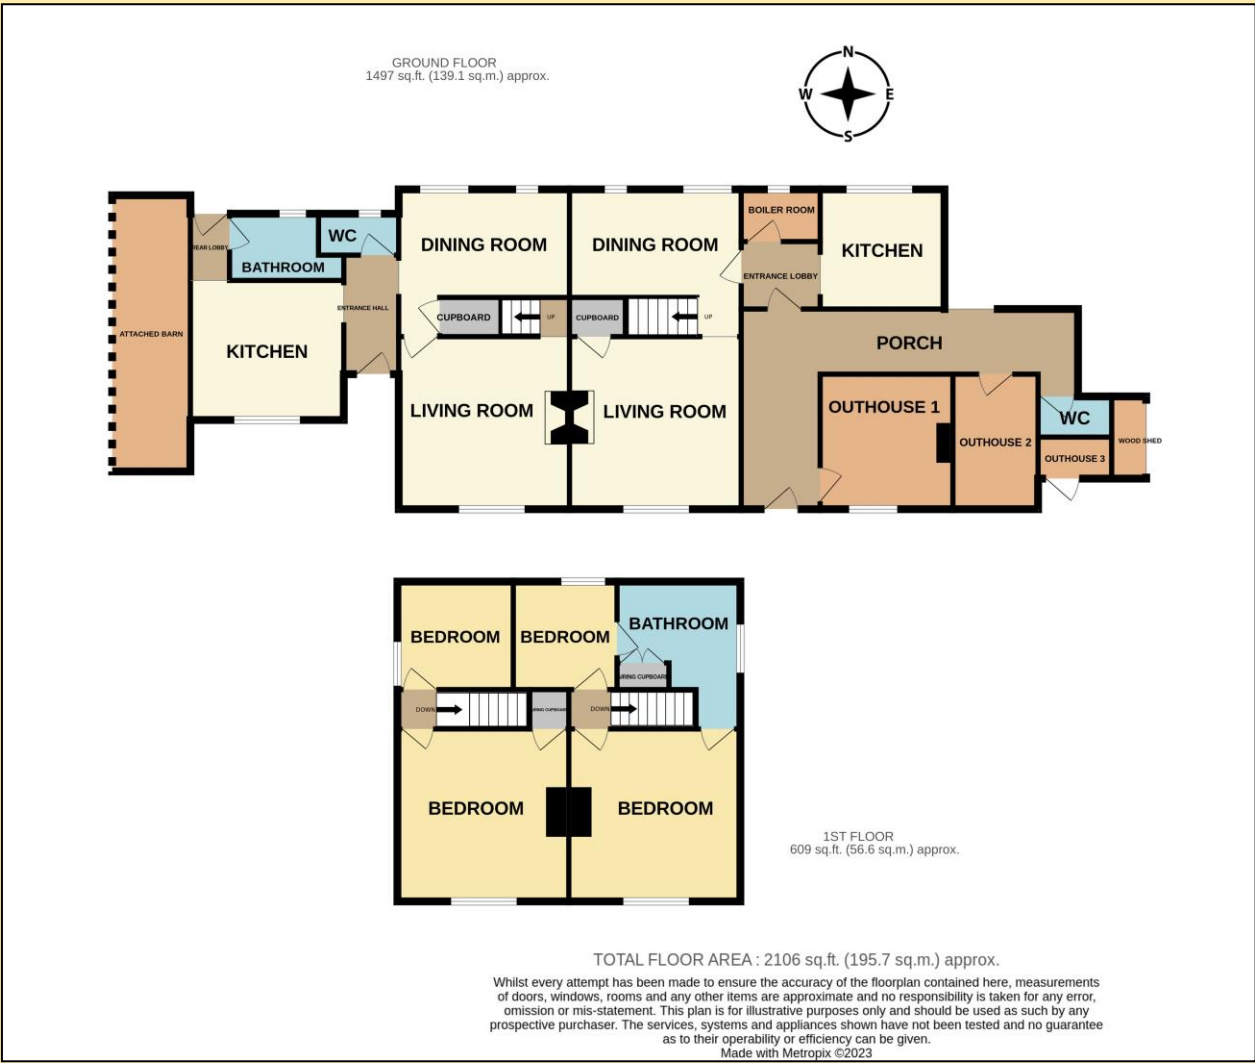 GROUND FLOOR
1497 sq.ft. (139.1 sq.m.) approx.
N
W
E
S
BOILER ROOM
WC
DINING ROOM
DINING ROOM
REAR LOBBY
KITCHEN
BATHROOM
ENTRANCE LOBBY
ENTRANCE HALL
CUPBOARD
UP
CUPBOARD
UP
ATTACHED BARN
KITCHEN
PORCH
LIVING ROOM
LIVING ROOM
OUTHOUSE 1
WC
OUTHOUSE 2
WOOD SHED
OUTHOUSE 3
BEDROOM
BEDROOM
BATHROOM
AIRING CUPBOARD
DOWN
AIRING CUPBOARD
DOWN
BEDROOM
BEDROOM
1ST FLOOR
609 sq.ft. (56.6 sq.m.) approx.
TOTAL FLOOR AREA : 2106 sq.ft. (195.7 sq.m.) approx.
Whilst every attempt has been made to ensure the accuracy of the floorplan contained here, measurements
of doors, windows, rooms and any other items are approximate and no responsibility is taken for any error,
omission or mis-statement. This plan is for illustrative purposes only and should be used as such by any
prospective purchaser. The services, systems and appliances shown have not been tested and no guarantee
as to their operability or efficiency can be given.
Made with Metropix ©2023